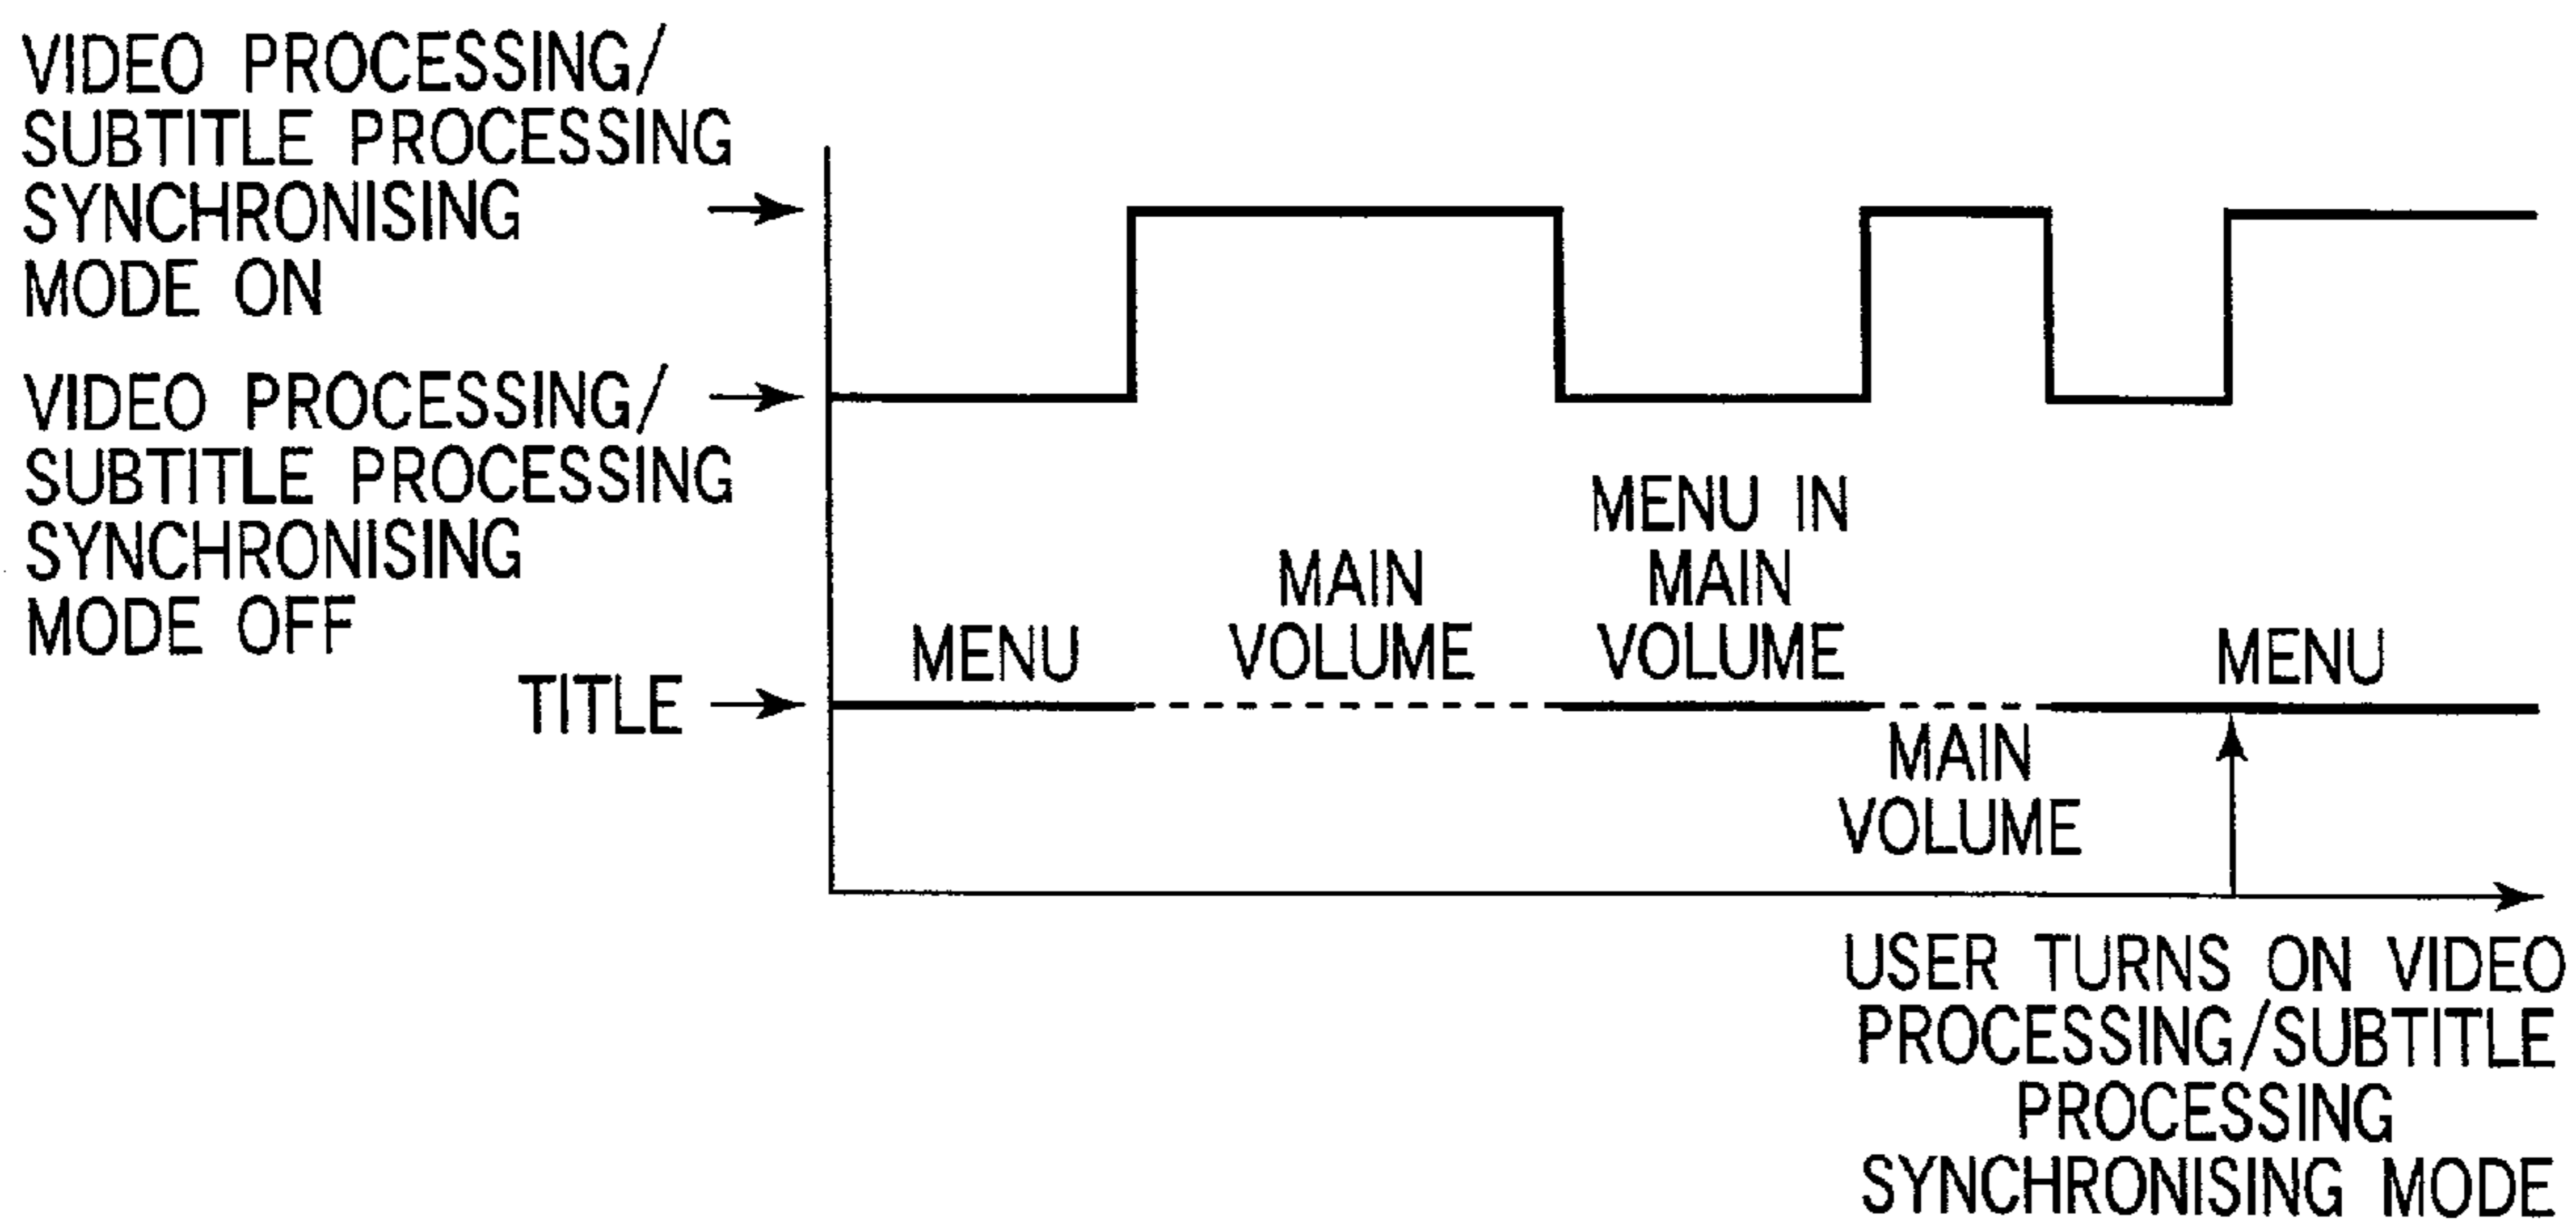 VIDEO PROCESSING/
SUBTITLE PROCESSING
SYNCHRONISING
MODE ON
VIDEO PROCESSING/
SUBTITLE PROCESSING
SYNCHRONISING
MODE OFF
TITLE
MENU
MAIN
VOLUME
MENU IN
MAIN
VOLUME
MAIN
VOLUME
MENU
USER TURNS ON VIDEO
PROCESSING/SUBTITLE
PROCESSING
SYNCHRONISING MODE